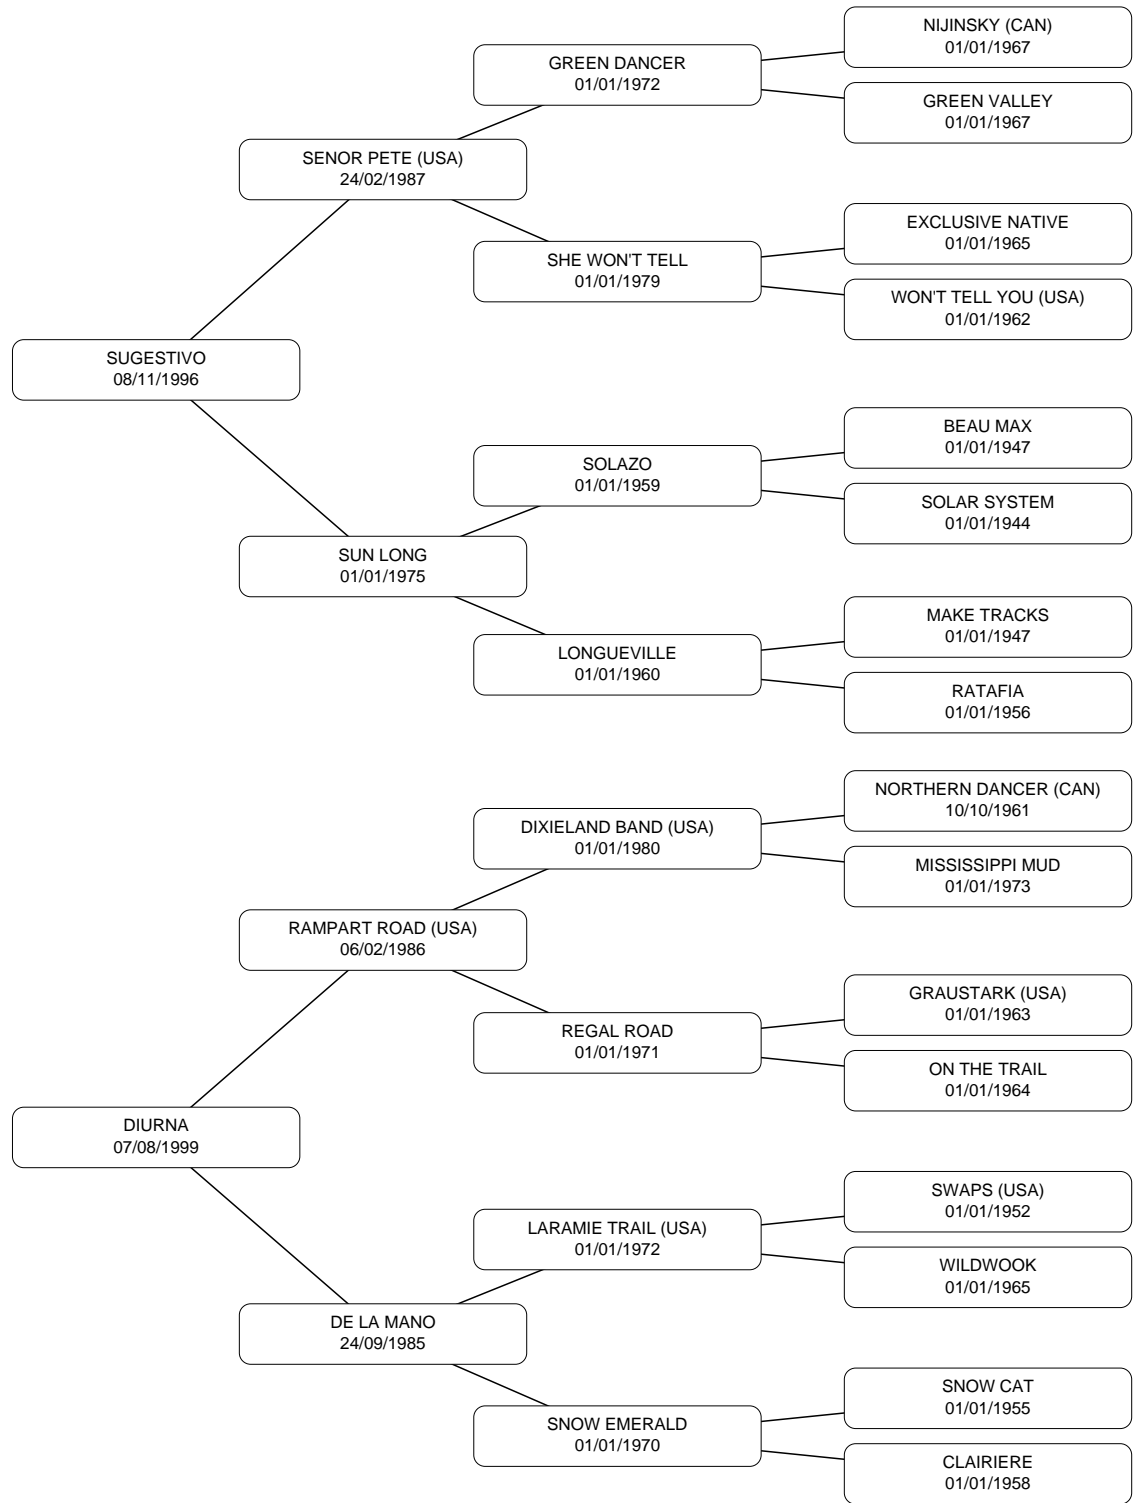 NIJINSKY (CAN)
01/01/1967
GREEN DANCER
01/01/1972
GREEN VALLEY
01/01/1967
SENOR PETE (USA)
24/02/1987
EXCLUSIVE NATIVE
01/01/1965
SHE WON'T TELL
01/01/1979
WON'T TELL YOU (USA)
01/01/1962
SUGESTIVO
08/11/1996
BEAU MAX
01/01/1947
SOLAZO
01/01/1959
SOLAR SYSTEM
01/01/1944
SUN LONG
01/01/1975
MAKE TRACKS
01/01/1947
LONGUEVILLE
01/01/1960
RATAFIA
01/01/1956
NORTHERN DANCER (CAN)
10/10/1961
DIXIELAND BAND (USA)
01/01/1980
MISSISSIPPI MUD
01/01/1973
RAMPART ROAD (USA)
06/02/1986
GRAUSTARK (USA)
01/01/1963
REGAL ROAD
01/01/1971
ON THE TRAIL
01/01/1964
DIURNA
07/08/1999
SWAPS (USA)
01/01/1952
LARAMIE TRAIL (USA)
01/01/1972
WILDWOOK
01/01/1965
DE LA MANO
24/09/1985
SNOW CAT
01/01/1955
SNOW EMERALD
01/01/1970
CLAIRIERE
01/01/1958